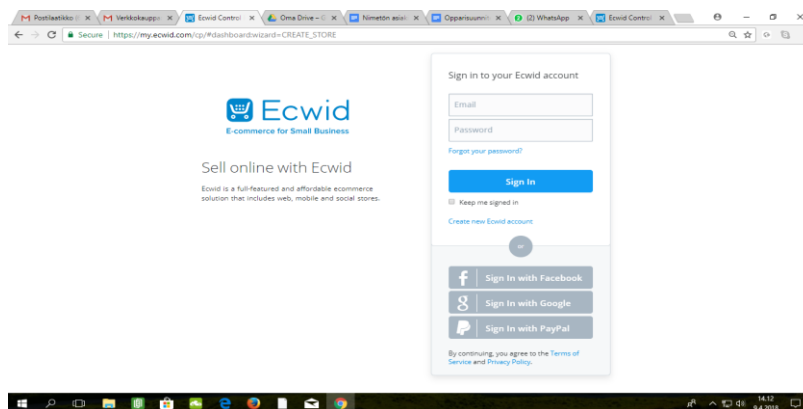 Postilaatikko
Verkkokauppa
Ecwid Control
Oma Drive –
Nimetön asiak
Opparisuunni
(2) WhatsApp
Ecwid Control
Secure | https://my.ecwid.com/cp/#dashboard:wizard=CREATE_STORE
Ecwid
E-commerce for Small Business
Sell online with Ecwid
Ecwid is a full-featured and affordable ecommerce
solution that includes web, mobile and social stores.
Sign in to your Ecwid account
Email
Password
Forgot your password?
Sign In
Keep me signed in
Create new Ecwid account
or
Sign In with Facebook
Sign In with Google
Sign In with PayPal
By continuing, you agree to the Terms of
Service and Privacy Policy.
14.12
9.4.2018